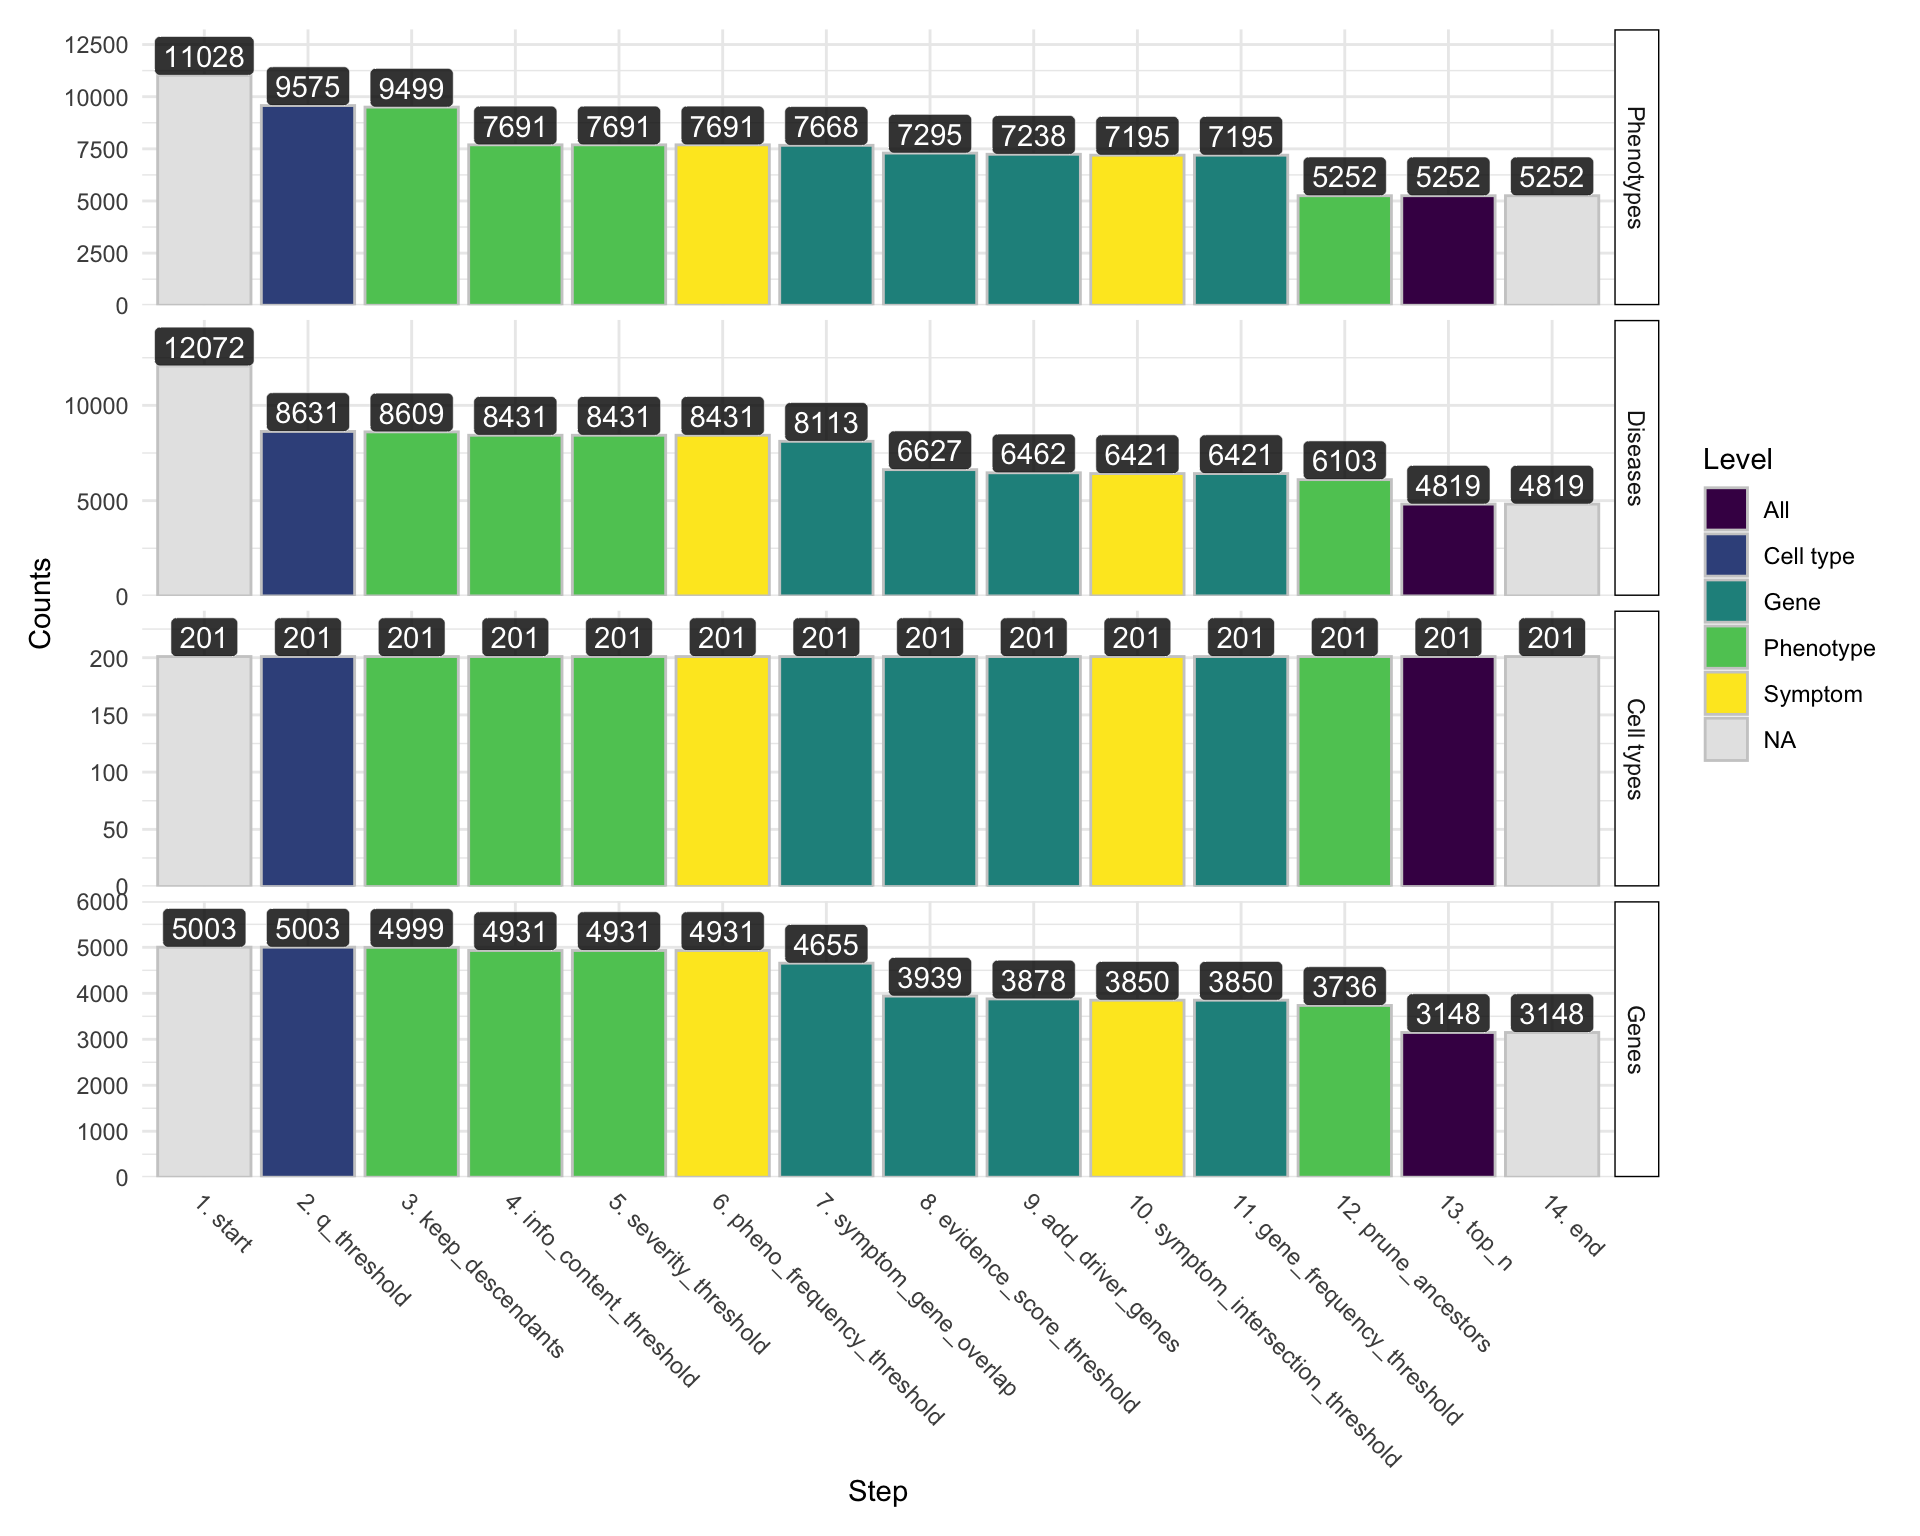 12500
10000
7500
5000
2500
0
11028
9575
9499
7691
7691
7691
7668
7295
7238
7195
7195
5252
5252
5252
Phenotypes
10000
5000
0
12072
8631
8609
8431
8431
8431
8113
6627
6462
6421
6421
6103
4819
4819
Diseases
Counts
200
150
100
50
0
201
201
201
201
201
201
201
201
201
201
201
201
201
201
Cell types
6000
5000
4000
3000
2000
1000
0
5003
5003
4999
4931
4931
4931
4655
3939
3878
3850
3850
3736
3148
3148
Genes
1. start
2. q_threshold
3. keep_descendants
4. info_content_threshold
5. severity_threshold
6. pheno_frequency_threshold
7. symptom_gene_overlap
8. evidence_score_threshold
9. add_driver_genes
10. symptom_intersection_threshold
11. gene_frequency_threshold
12. prune_ancestors
13. top_n
14. end
Step
Level
All
Cell type
Gene
Phenotype
Symptom
NA